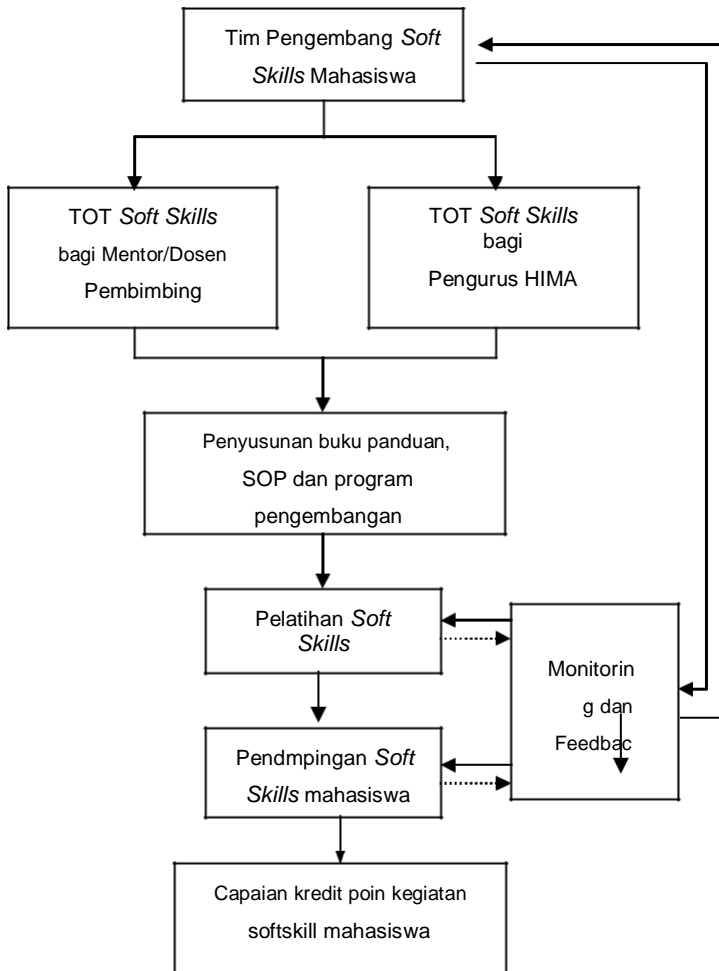 Tim Pengembang Soft
Skills Mahasiswa
TOT Soft Skills
bagi Mentor/Dosen
Pembimbing
TOT Soft Skills
bagi
Pengurus HIMA
Penyusunan buku panduan,
SOP dan program
pengembangan
Pelatihan Soft
Skills
Monitorin
g dan
Feedbac
Pendmpingan Soft
Skills mahasiswa
Capaian kredit poin kegiatan
softskill mahasiswa